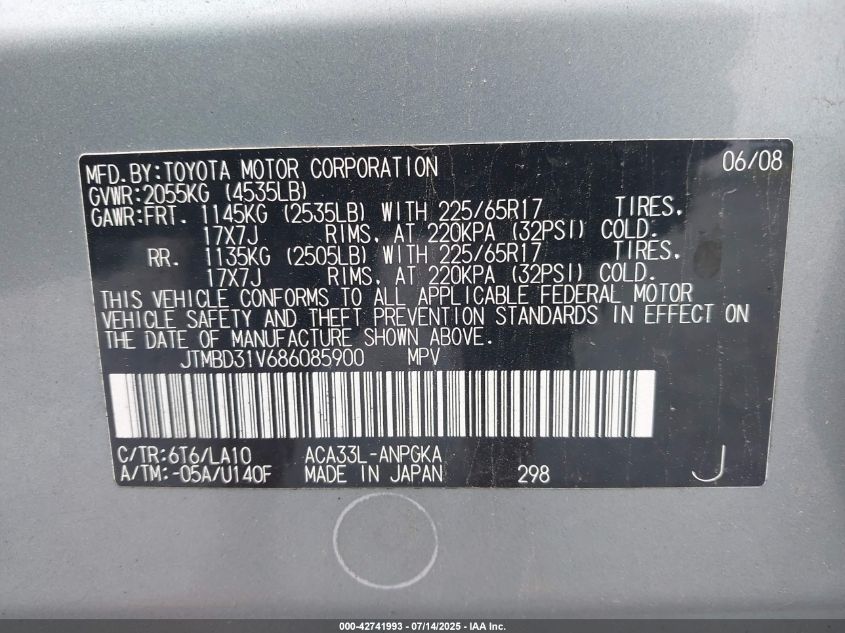 MFD. BY: TOYOTA MOTOR CORPORATION 06/08
GVWR: 2055KG (4535LB)
GAWR: FRT. 1145KG (2535LB) WITH 225/65R17 TIRES,
17X7J RIMS, AT 220KPA (32PSI) COLD.
RR. 1135KG (2505LB) WITH 225/65R17 TIRES,
17X7J RIMS, AT 220KPA (32PSI) COLD.
THIS VEHICLE CONFORMS TO ALL APPLICABLE FEDERAL MOTOR
VEHICLE SAFETY AND THEFT PREVENTION STANDARDS IN EFFECT ON
THE DATE OF MANUFACTURE SHOWN ABOVE.
JTMBD31V686085900 MPV
C/TR: 6T6/LA10 ACA33L-ANPGKA
A/TM: -05A/U140F MADE IN JAPAN 298 J
000-42741993 - 07/14/2025 - IAA Inc.